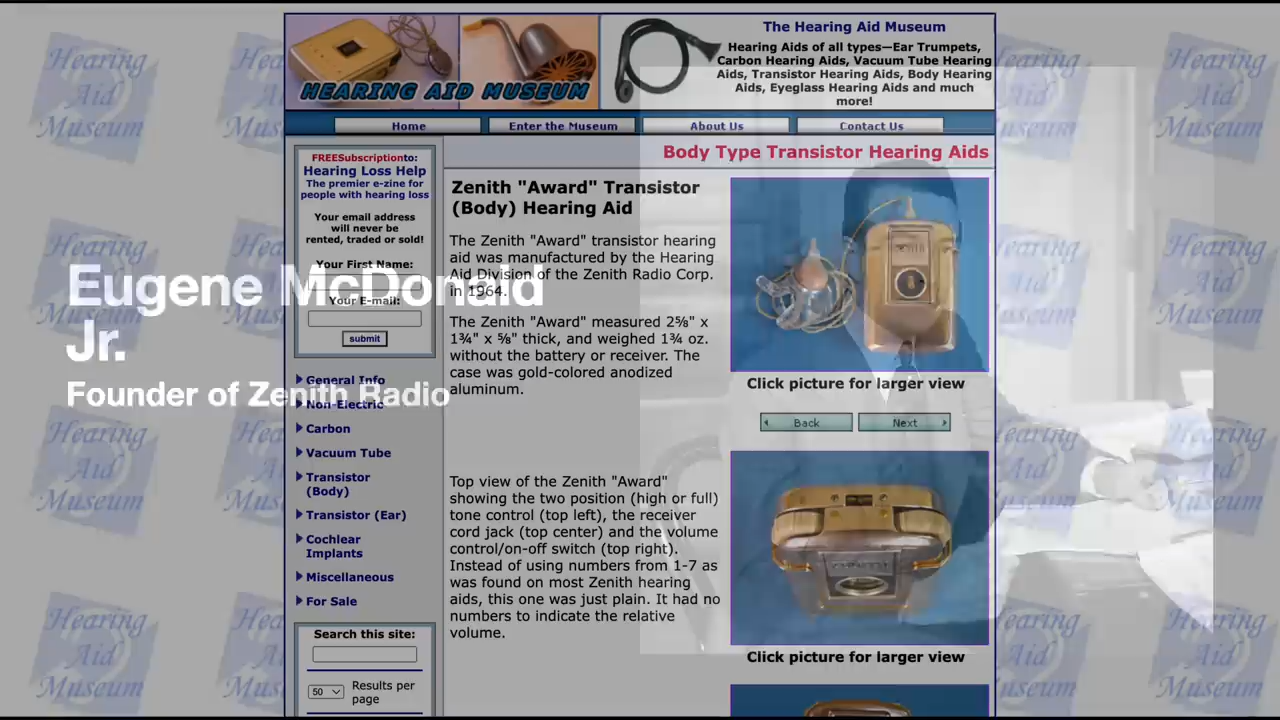 The Hearing Aid Museum
Hearing Aids of all types—Ear Trumpets,
Carbon Hearing Aids, Vacuum Tube Hearing
Aids, Transistor Hearing Aids, Body Hearing
Aids, Eyeglass Hearing Aids and much
more!
HEARING AID MUSEUM
Home
Enter the Museum
About Us
Contact Us
Body Type Transistor Hearing Aids
FREE Subscription to:
Hearing Loss Help
The premier e-zine for
people with hearing loss
Your email address
will never be
rented, traded or sold!
Your First Name:
Your E-mail:
submit
General Info
Non-Electric
Carbon
Vacuum Tube
Transistor
(Body)
Transistor (Ear)
Cochlear
Implants
Miscellaneous
For Sale
Search this site:
50
Results per
page
Eugene McDonald
Jr.
Founder of Zenith Radio
Zenith "Award" Transistor
(Body) Hearing Aid
The Zenith "Award" transistor hearing
aid was manufactured by the Hearing
Aid Division of the Zenith Radio Corp.
in 1964.
The Zenith "Award" measured 2⅝" x
1¾" x ⅝" thick, and weighed 1¾ oz.
without the battery or receiver. The
case was gold-colored anodized
aluminum.
Click picture for larger view
Back
Next
Top view of the Zenith "Award"
showing the two position (high or full)
tone control (top left), the receiver
cord jack (top center) and the volume
control/on-off switch (top right).
Instead of using numbers from 1-7 as
was found on most Zenith hearing
aids, this one was just plain. It had no
numbers to indicate the relative
volume.
ZENITH
Click picture for larger view
Hearing
Aid
Museum